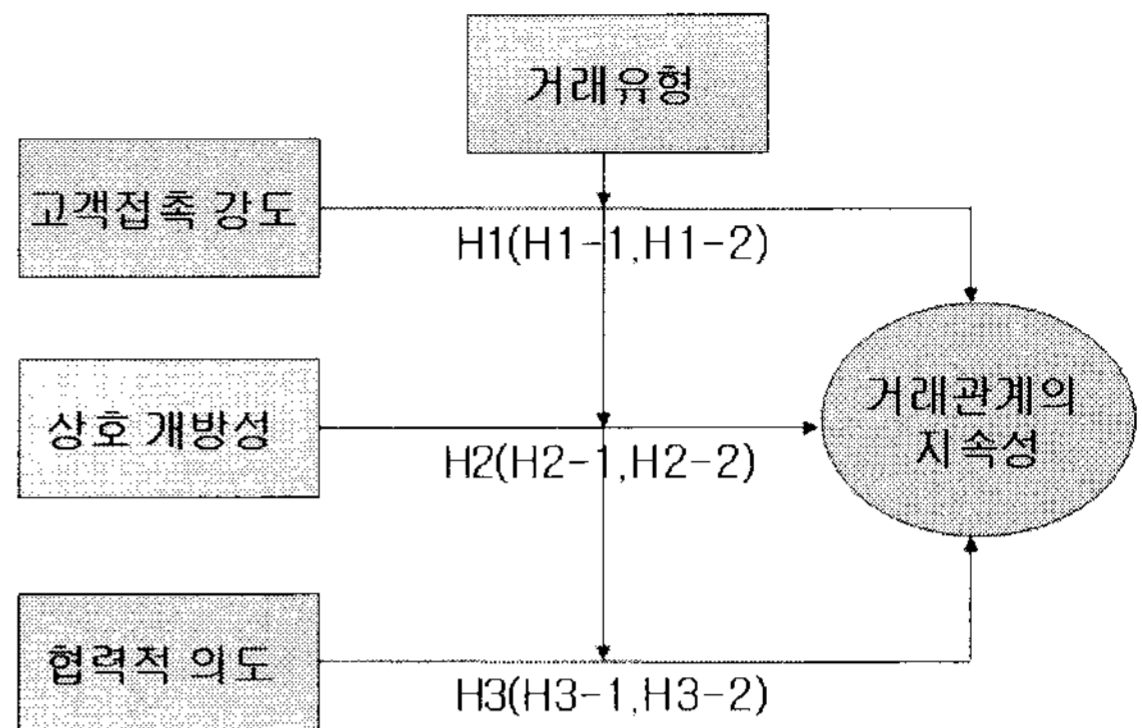 거래유형
고객접촉 강도
H1(H1-1,H1-2)
상호 개방성
H2(H2-1,H2-2)
거래관계의
지속성
협력적 의도
H3(H3-1,H3-2)